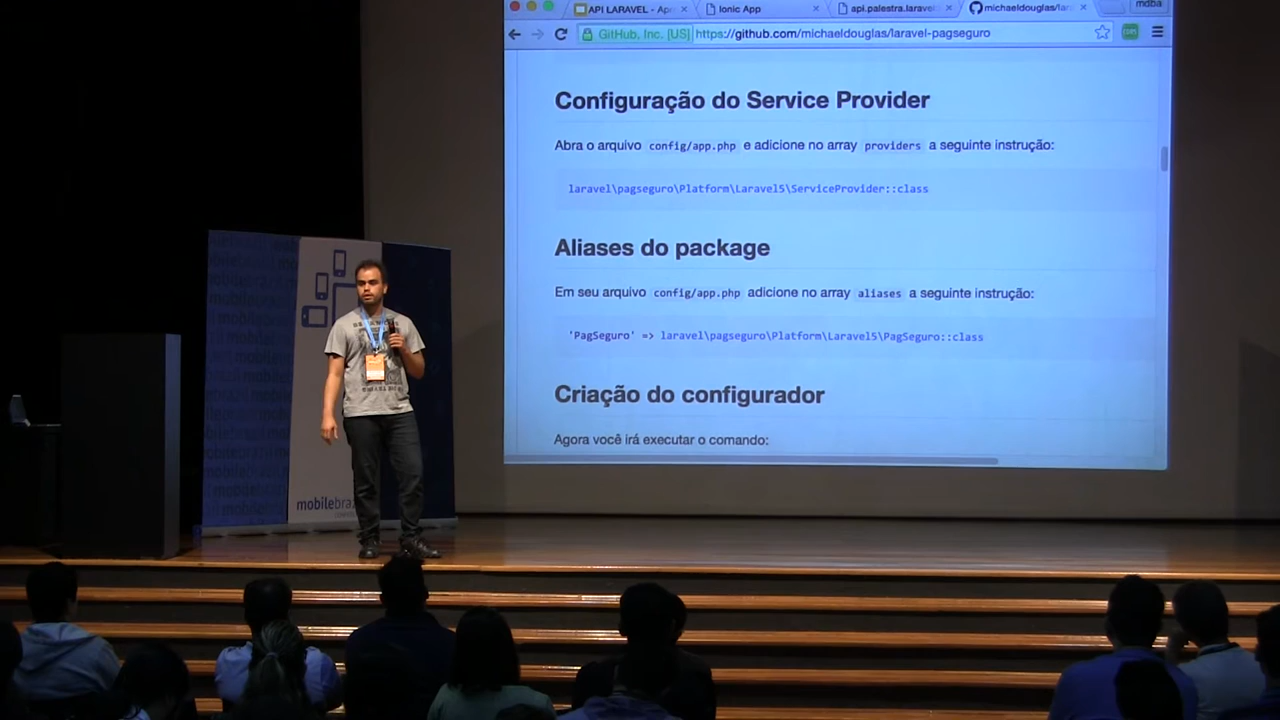 API LARAVEL - Ap
Ionic App
api.palestra.laravel
michaeldouglas/lar
mdba
GitHub, Inc. [US] https://github.com/michaeldouglas/laravel-pagseguro
Configuração do Service Provider
Abra o arquivo config/app.php e adicione no array providers a seguinte instrução:
laravel\pagseguro\Platform\Laravel5\ServiceProvider::class
Aliases do package
Em seu arquivo config/app.php adicione no array aliases a seguinte instrução:
'PagSeguro' => laravel\pagseguro\Platform\Laravel5\PagSeguro::class
Criação do configurador
Agora você irá executar o comando:
mobilebraz